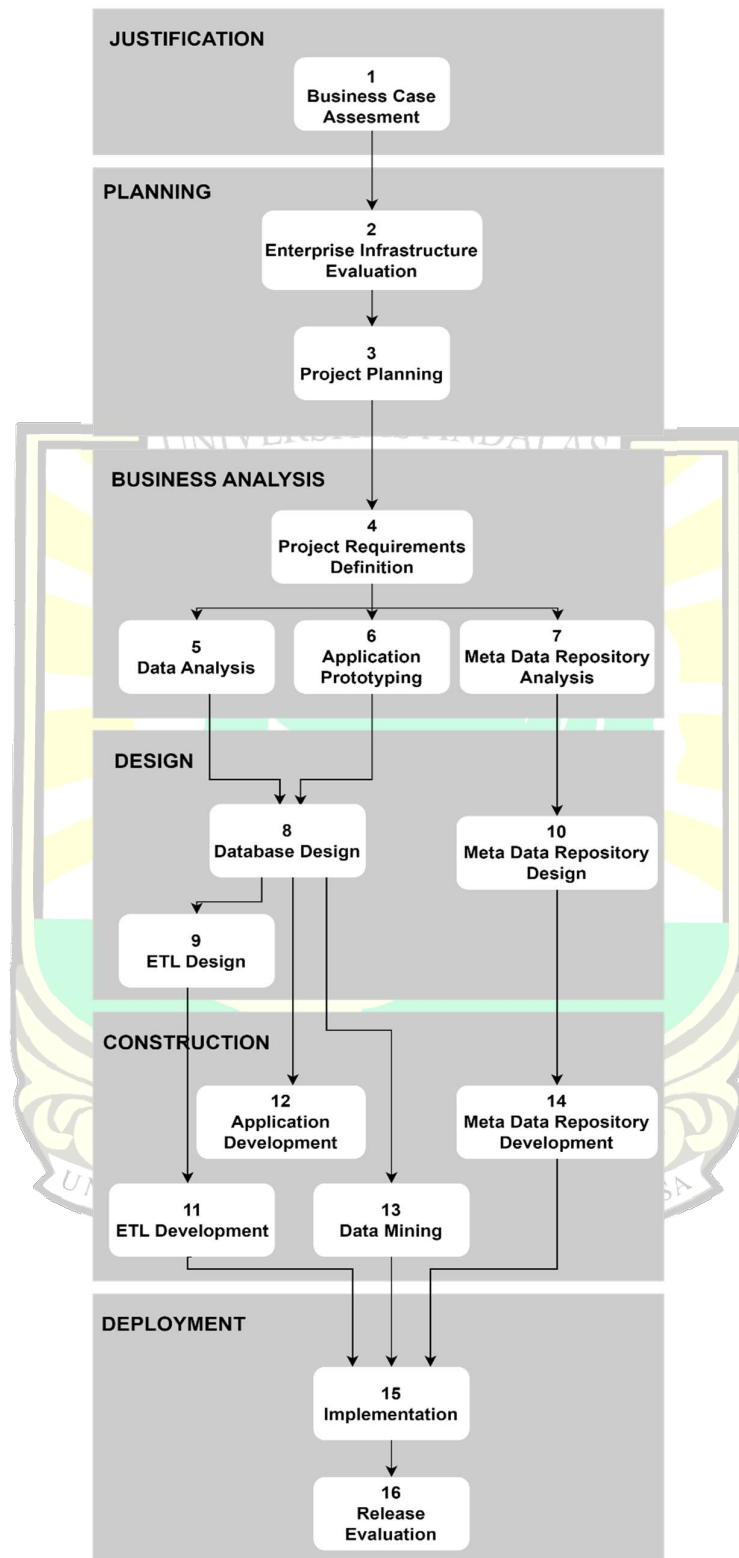 JUSTIFICATION
1
Business Case
Assesment
PLANNING
2
Enterprise Infrastructure
Evaluation
3
Project Planning
UNIVERSITAS ANDALAS
BUSINESS ANALYSIS
4
Project Requirements
Definition
5
Data Analysis
6
Application
Prototyping
7
Meta Data Repository
Analysis
DESIGN
8
Database Design
10
Meta Data Repository
Design
9
ETL Design
CONSTRUCTION
12
Application
Development
14
Meta Data Repository
Development
11
ETL Development
13
Data Mining
DEPLOYMENT
15
Implementation
16
Release
Evaluation